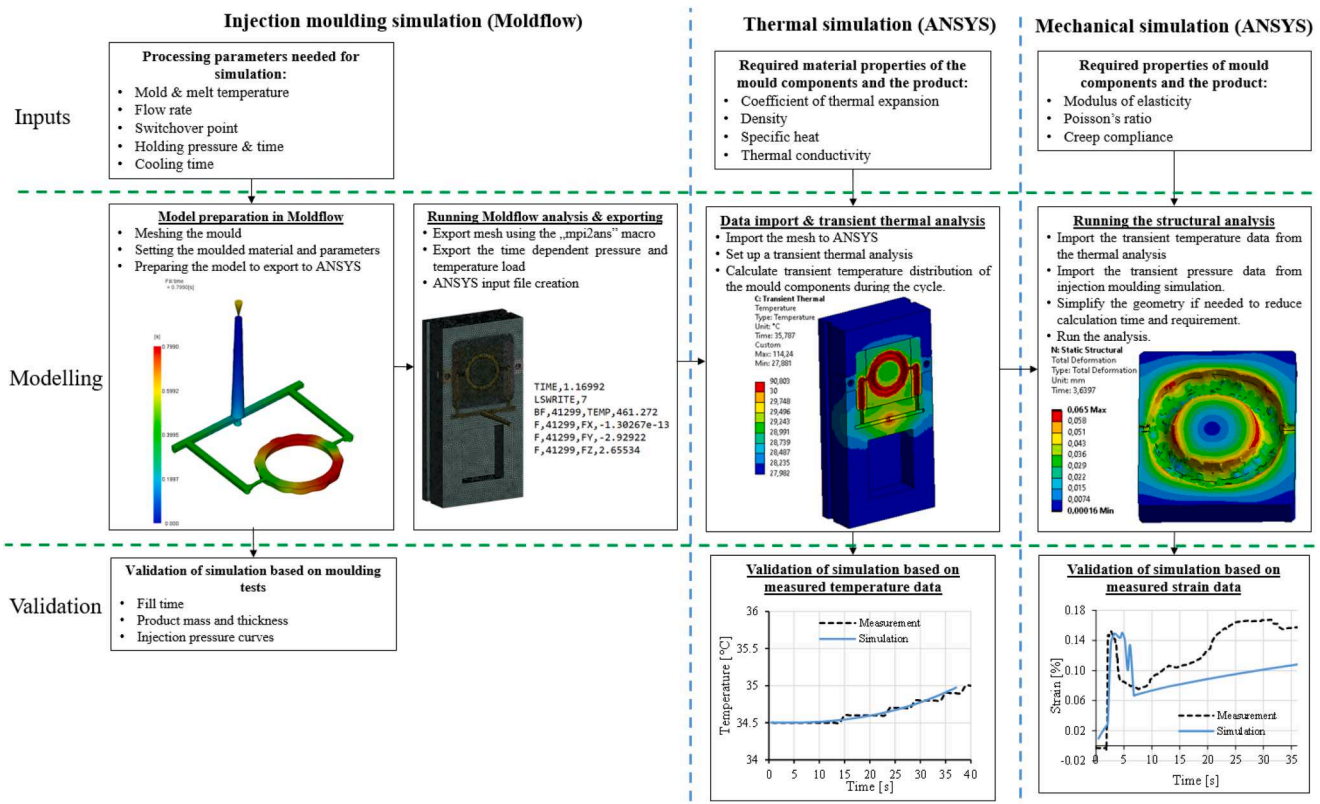 Injection moulding simulation (Moldflow)
Thermal simulation (ANSYS)
Mechanical simulation (ANSYS)
Inputs
Processing parameters needed for
simulation:
• Mold & melt temperature
• Flow rate
• Switchover point
• Holding pressure & time
• Cooling time
Required material properties of the
mould components and the product:
• Coefficient of thermal expansion
• Density
• Specific heat
• Thermal conductivity
Required properties of mould
components and the product:
• Modulus of elasticity
• Poisson's ratio
• Creep compliance
Modelling
Model preparation in Moldflow
• Meshing the mould
• Setting the moulded material and parameters
• Preparing the model to export to ANSYS
Fill time
= 0.7990[s]
[s]
0.7990
0.5992
0.3995
0.1997
0.000
Running Moldflow analysis & exporting
• Export mesh using the „mpi2ans" macro
• Export the time dependent pressure and
temperature load
• ANSYS input file creation
TIME,1.16992
LSWRITE,7
BF,41299,TEMP,461.272
F,41299,FX,-1.30267e-13
F,41299,FY,-2.92922
F,41299,FZ,2.65534
Data import & transient thermal analysis
• Import the mesh to ANSYS
• Set up a transient thermal analysis
• Calculate transient temperature distribution of
the mould components during the cycle.
C: Transient Thermal
Temperature
Type: Temperature
Unit: °C
Time: 35,787
Custom
Max: 114,24
Min: 27,881
90,803
30
29,748
29,496
29,243
28,991
28,739
28,487
28,235
27,982
Running the structural analysis
• Import the transient temperature data from
the thermal analysis
• Import the transient pressure data from
injection moulding simulation.
• Simplify the geometry if needed to reduce
calculation time and requirement.
• Run the analysis.
N: Static Structural
Total Deformation
Type: Total Deformation
Unit: mm
Time: 3,6397
0,065 Max
0,058
0,051
0,043
0,036
0,029
0,022
0,015
0,0074
0,00016 Min
Validation
Validation of simulation based on moulding
tests
• Fill time
• Product mass and thickness
• Injection pressure curves
Validation of simulation based on
measured temperature data
Temperature [°C]
36
35.5
35
34.5
34
Measurement
Simulation
0 5 10 15 20 25 30 35 40
Time [s]
Validation of simulation based on
measured strain data
Strain [%]
0.18
0.14
0.10
0.06
0.02
-0.02
Measurement
Simulation
0 5 10 15 20 25 30 35
Time [s]